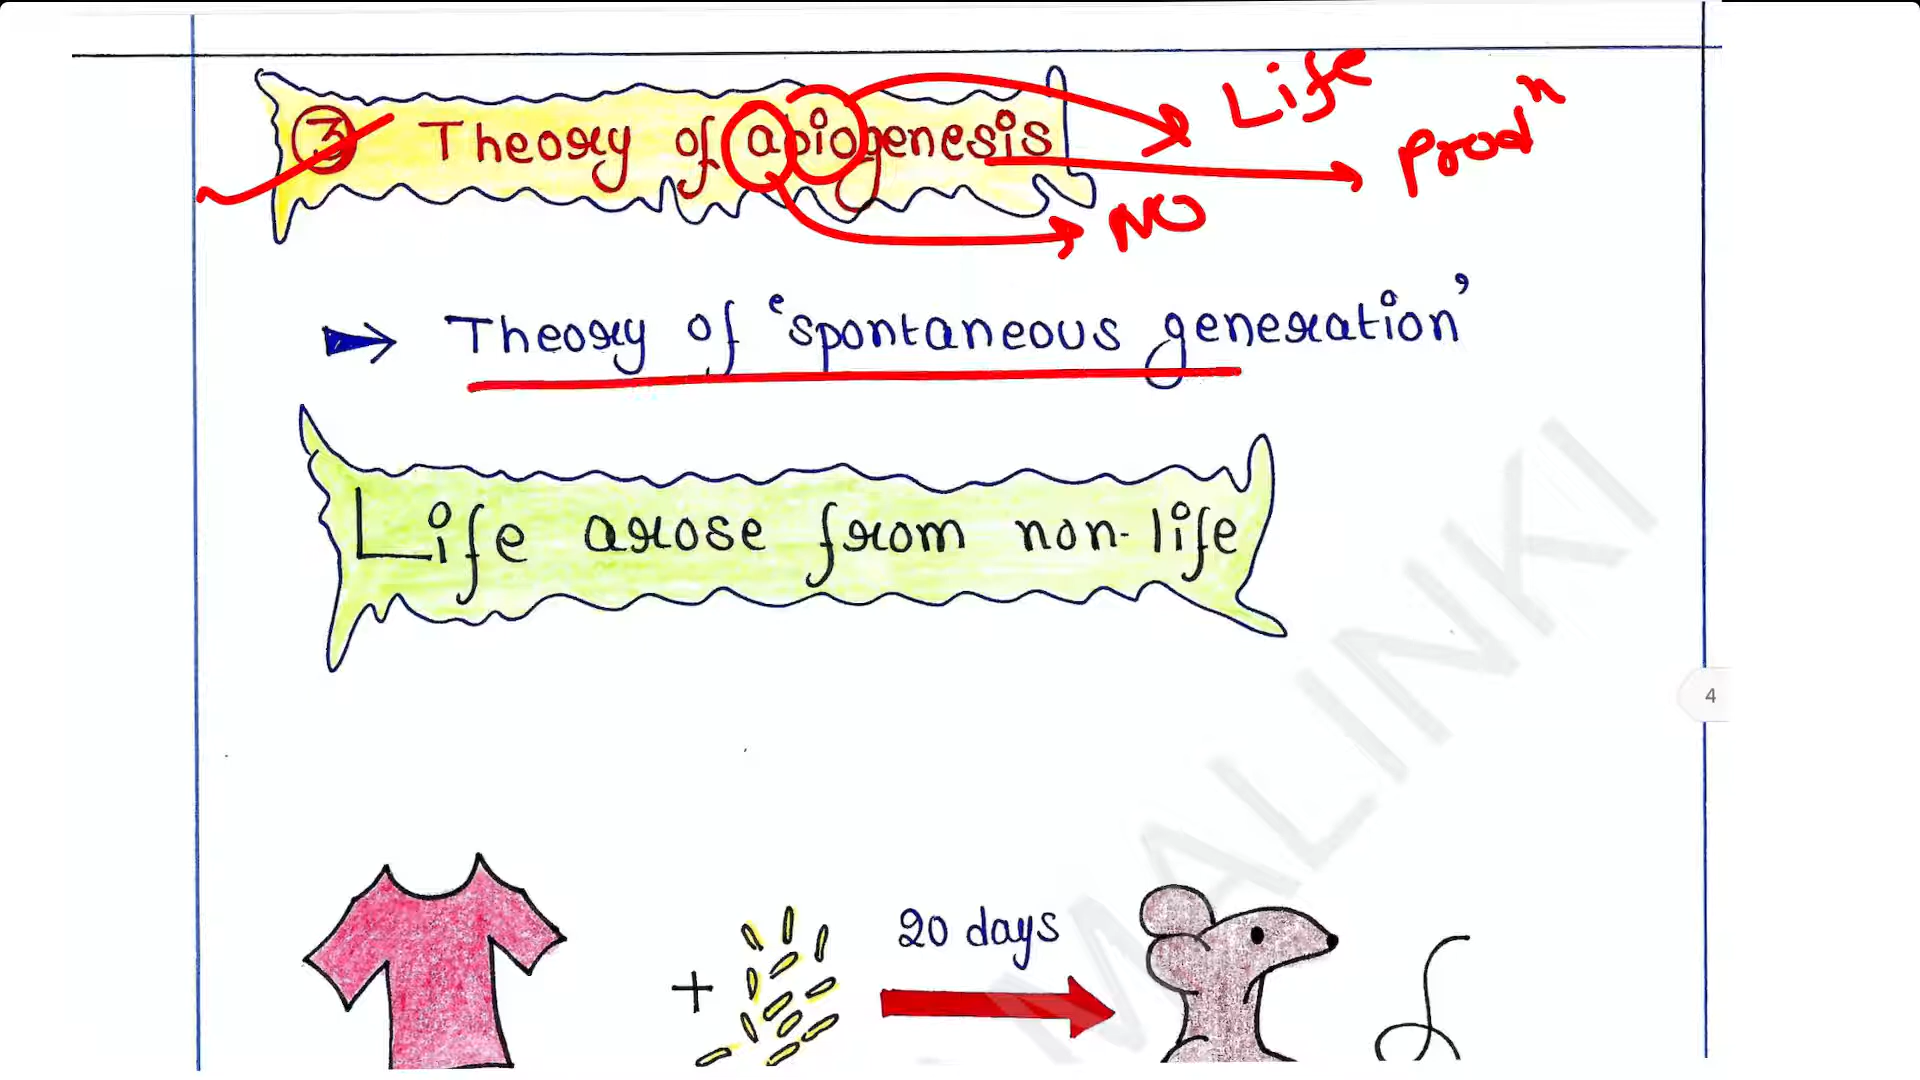 Life
③ Theory of abiogenesis
Prodⁿ
NO
Theory of 'spontaneous generation'
Life arose from non-life
4
20 days
+
MALINKI